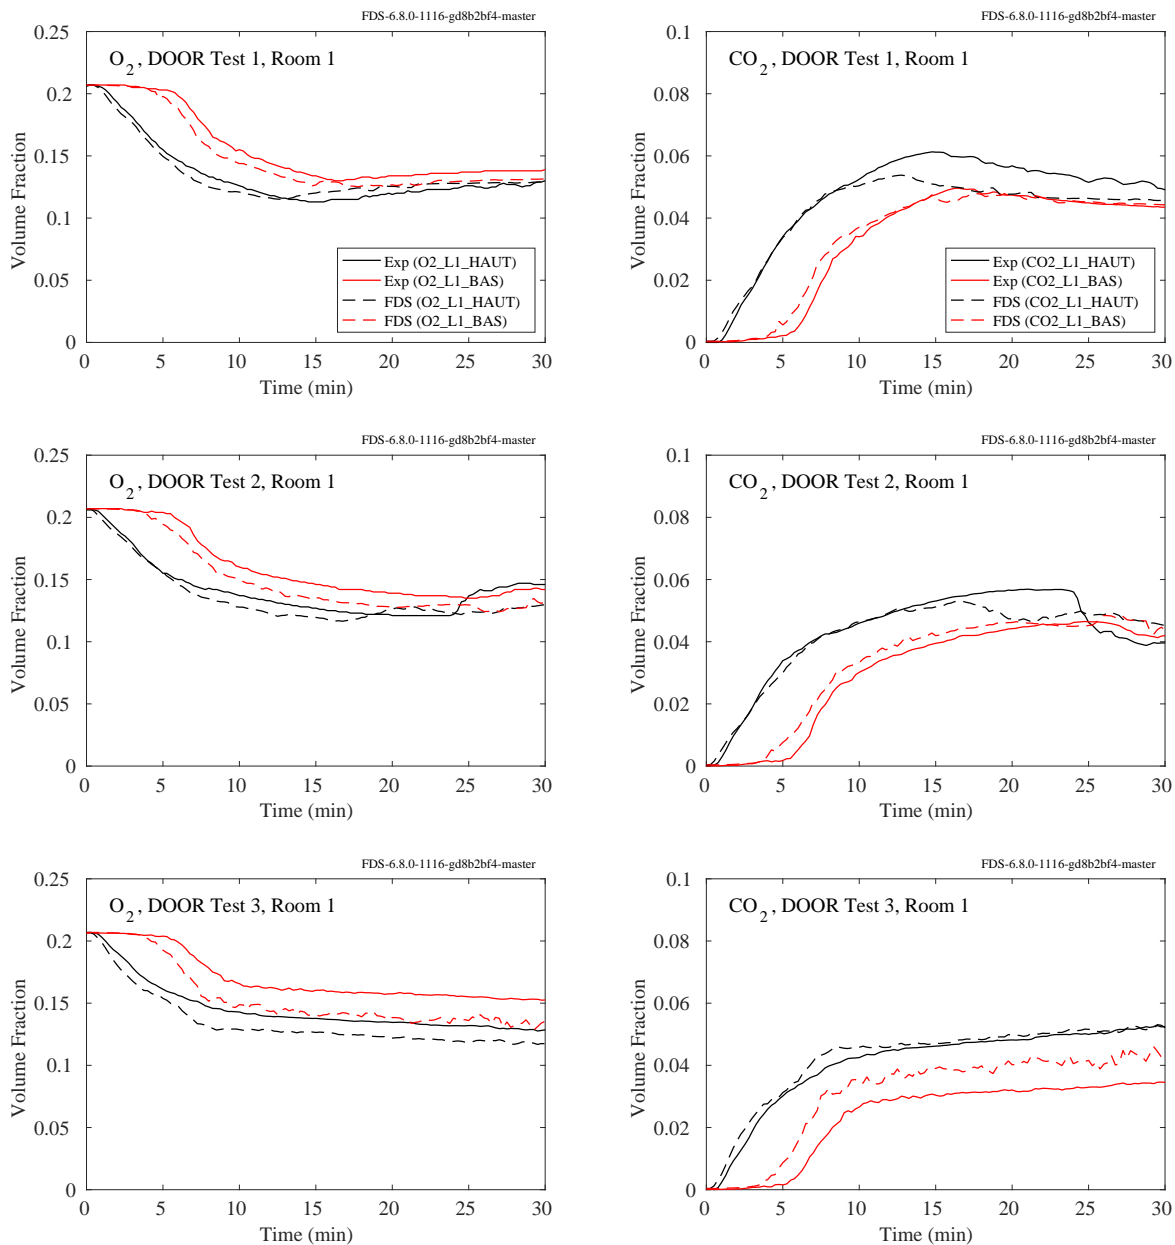 FDS-6.8.0-1116-gd8b2bf4-master
O2, DOOR Test 1, Room 1
0.25
0.2
0.15
0.1
0.05
0
Volume Fraction
Exp (O2_L1_HAUT)
Exp (O2_L1_BAS)
FDS (O2_L1_HAUT)
FDS (O2_L1_BAS)
0 5 10 15 20 25 30
Time (min)
FDS-6.8.0-1116-gd8b2bf4-master
CO2, DOOR Test 1, Room 1
0.1
0.08
0.06
0.04
0.02
0
Volume Fraction
Exp (CO2_L1_HAUT)
Exp (CO2_L1_BAS)
FDS (CO2_L1_HAUT)
FDS (CO2_L1_BAS)
0 5 10 15 20 25 30
Time (min)
FDS-6.8.0-1116-gd8b2bf4-master
O2, DOOR Test 2, Room 1
0.25
0.2
0.15
0.1
0.05
0
Volume Fraction
0 5 10 15 20 25 30
Time (min)
FDS-6.8.0-1116-gd8b2bf4-master
CO2, DOOR Test 2, Room 1
0.1
0.08
0.06
0.04
0.02
0
Volume Fraction
0 5 10 15 20 25 30
Time (min)
FDS-6.8.0-1116-gd8b2bf4-master
O2, DOOR Test 3, Room 1
0.25
0.2
0.15
0.1
0.05
0
Volume Fraction
0 5 10 15 20 25 30
Time (min)
FDS-6.8.0-1116-gd8b2bf4-master
CO2, DOOR Test 3, Room 1
0.1
0.08
0.06
0.04
0.02
0
Volume Fraction
0 5 10 15 20 25 30
Time (min)